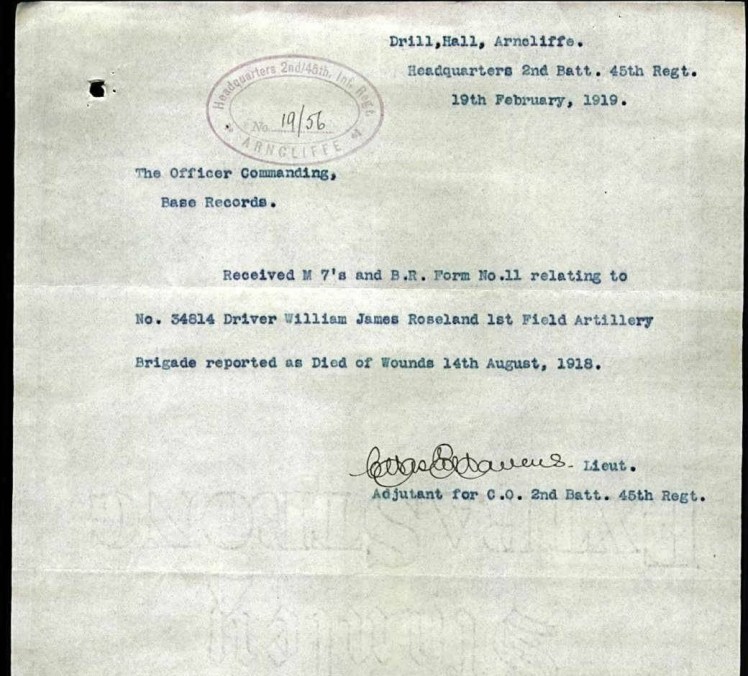 Drill,Hall, Arncliffe.
Headquarters 2nd Batt. 45th Regt.
19th February, 1919.
Headquarters 2nd/45th. Inf. Regt.
No. 19/56
ARNCLIFFE
The Officer Commanding,
Base Records.
Received M 7's and B.R. Form No.11 relating to
No. 34814 Driver William James Roseland 1st Field Artillery
Brigade reported as Died of Wounds 14th August, 1918.
Lieut.
Adjutant for C.O. 2nd Batt. 45th Regt.